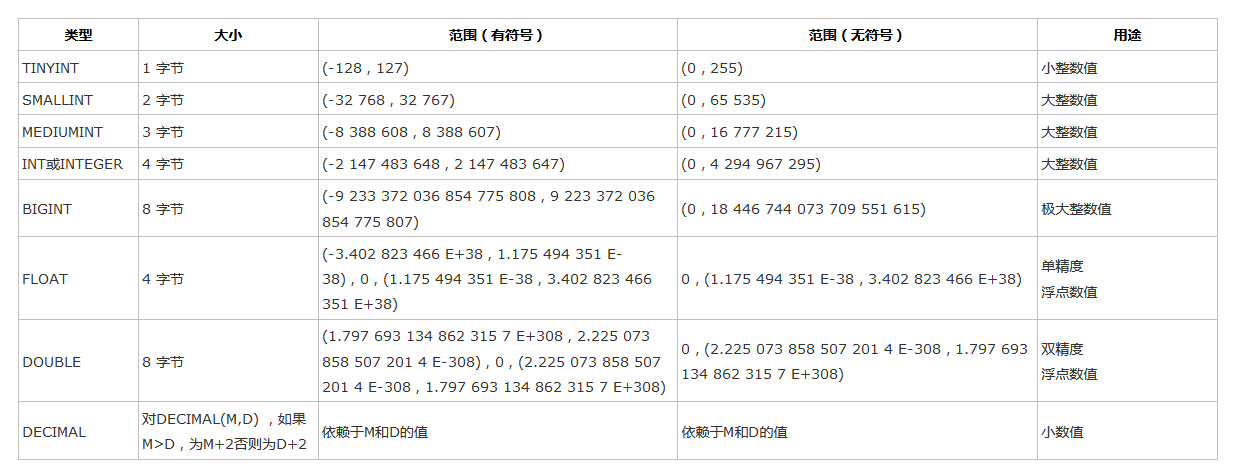 类型 大小 范围（有符号） 范围（无符号） 用途
TINYINT 1 字节 (-128，127) (0，255) 小整数值
SMALLINT 2 字节 (-32 768，32 767) (0，65 535) 大整数值
MEDIUMINT 3 字节 (-8 388 608，8 388 607) (0，16 777 215) 大整数值
INT或INTEGER 4 字节 (-2 147 483 648，2 147 483 647) (0，4 294 967 295) 大整数值
BIGINT 8 字节
(-9 233 372 036 854 775 808，9 223 372 036
854 775 807)
(0，18 446 744 073 709 551 615) 极大整数值
FLOAT 4 字节
(-3.402 823 466 E+38，1.175 494 351 E-
38)，0，(1.175 494 351 E-38，3.402 823 466
351 E+38)
0，(1.175 494 351 E-38，3.402 823 466 E+38)
单精度
浮点数值
DOUBLE 8 字节
(1.797 693 134 862 315 7 E+308，2.225 073
858 507 201 4 E-308)，0，(2.225 073 858 507
201 4 E-308，1.797 693 134 862 315 7 E+308)
0，(2.225 073 858 507 201 4 E-308，1.797 693
134 862 315 7 E+308)
双精度
浮点数值
DECIMAL
对DECIMAL(M,D) ，如果
M>D，为M+2否则为D+2
依赖于M和D的值 依赖于M和D的值 小数值